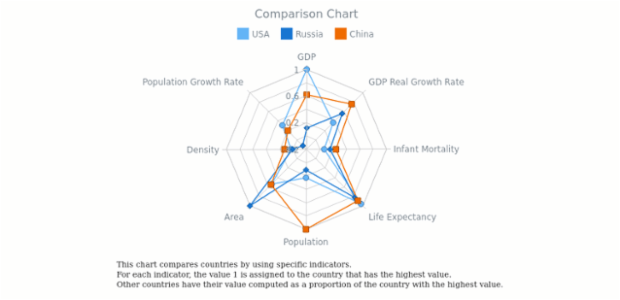 Comparison Chart
USA Russia China
GDP
1
Population Growth Rate
GDP Real Growth Rate
0.6
0.2
Density
Infant Mortality
Area
Life Expectancy
Population
This chart compares countries by using specific indicators.
For each indicator, the value 1 is assigned to the country that has the highest value.
Other countries have their value computed as a proportion of the country with the highest value.